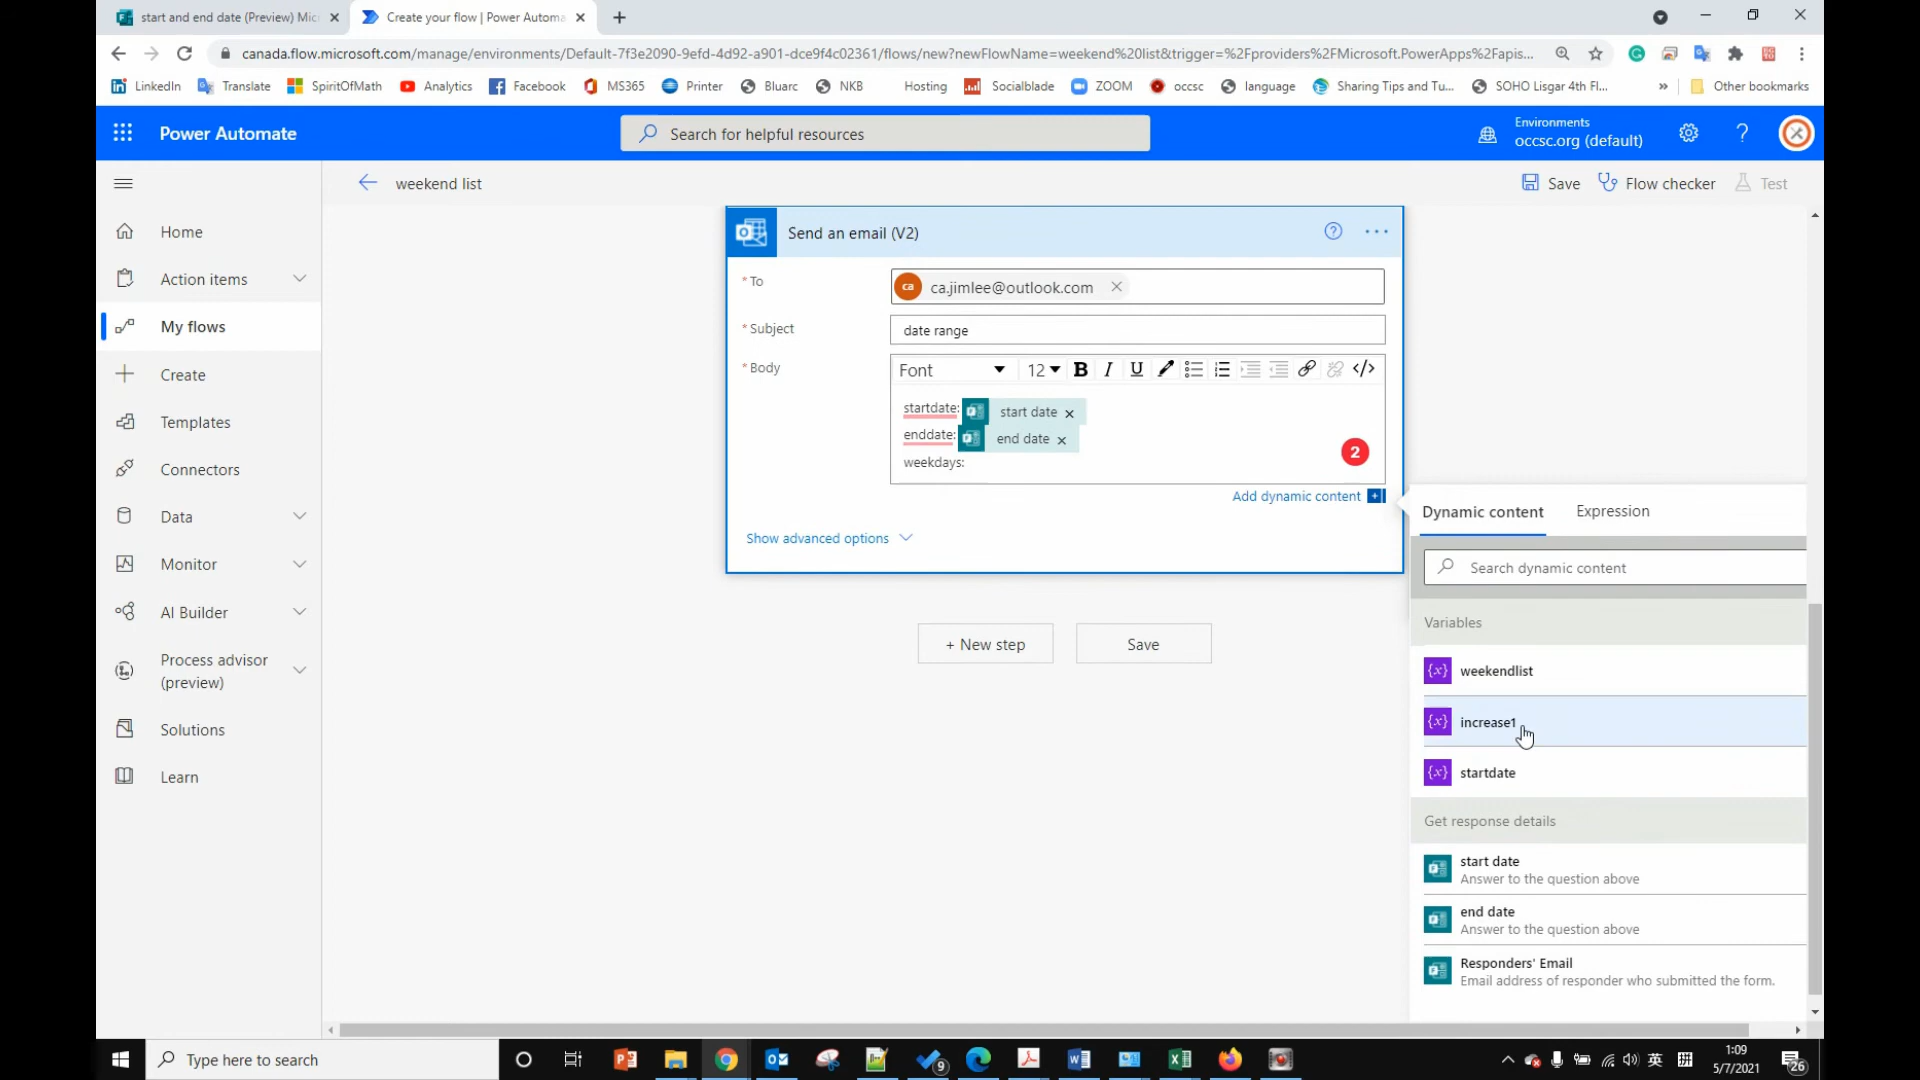 start and end date (Preview) Mic
Create your flow | Power Automa
canada.flow.microsoft.com/manage/environments/Default-7f3e2090-9efd-4d92-a901-dce9f4c02361/flows/new?newFlowName=weekend%20list&trigger=%2Fproviders%2FMicrosoft.PowerApps%2Fapis...
LinkedIn Translate SpiritOfMath Analytics Facebook MS365 Printer Bluarc NKB Hosting Socialblade ZOOM occsc language Sharing Tips and Tu... SOHO Lisgar 4th Fl... » Other bookmarks
Power Automate
Search for helpful resources
Environments
occsc.org (default)
?
weekend list
Save
Flow checker
Test
Home
Action items
My flows
Create
Templates
Connectors
Data
Monitor
AI Builder
Process advisor
(preview)
Solutions
Learn
Send an email (V2)
* To
ca ca.jimlee@outlook.com
* Subject
date range
* Body
Font 12 B I U </>
startdate: start date
enddate: end date
weekdays:
2
Add dynamic content
Show advanced options
+ New step
Save
Dynamic content
Expression
Search dynamic content
Variables
{x} weekendlist
{x} increase1
{x} startdate
Get response details
start date
Answer to the question above
end date
Answer to the question above
Responders' Email
Email address of responder who submitted the form.
Type here to search
9
英
1:09
5/7/2021
26